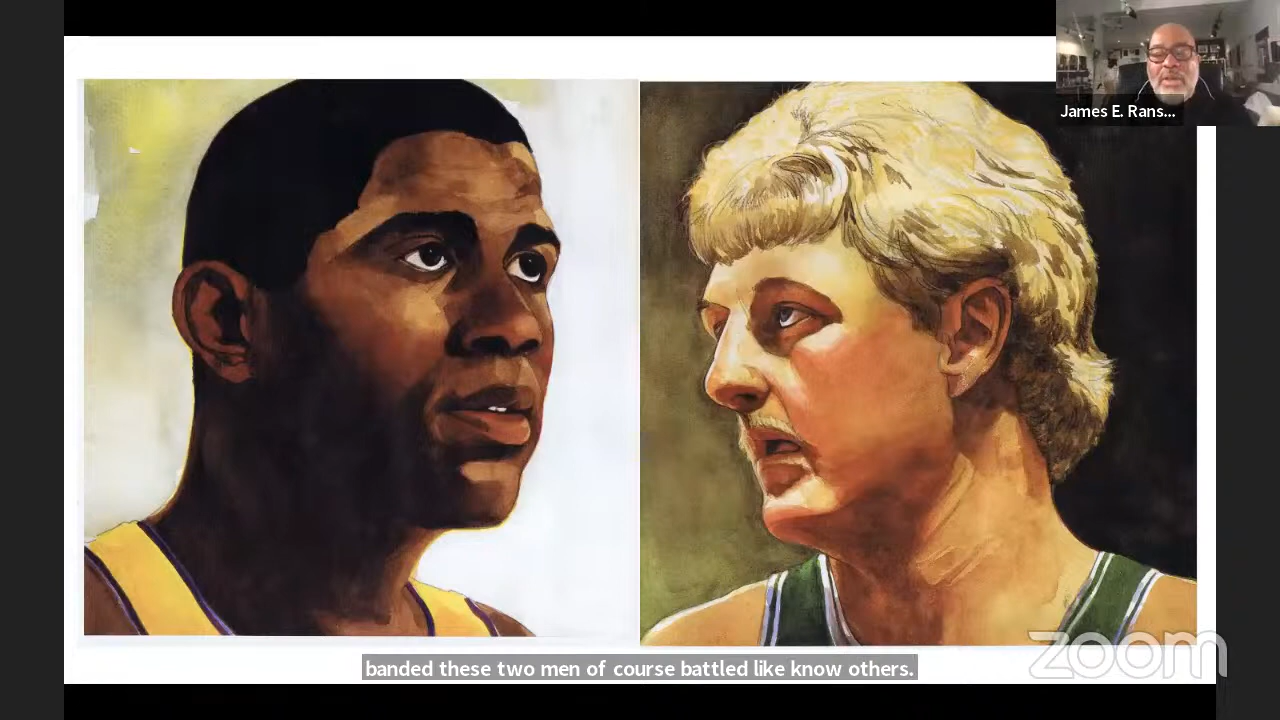 James E. Rans...
banded these two men of course battled like know others.
zoom